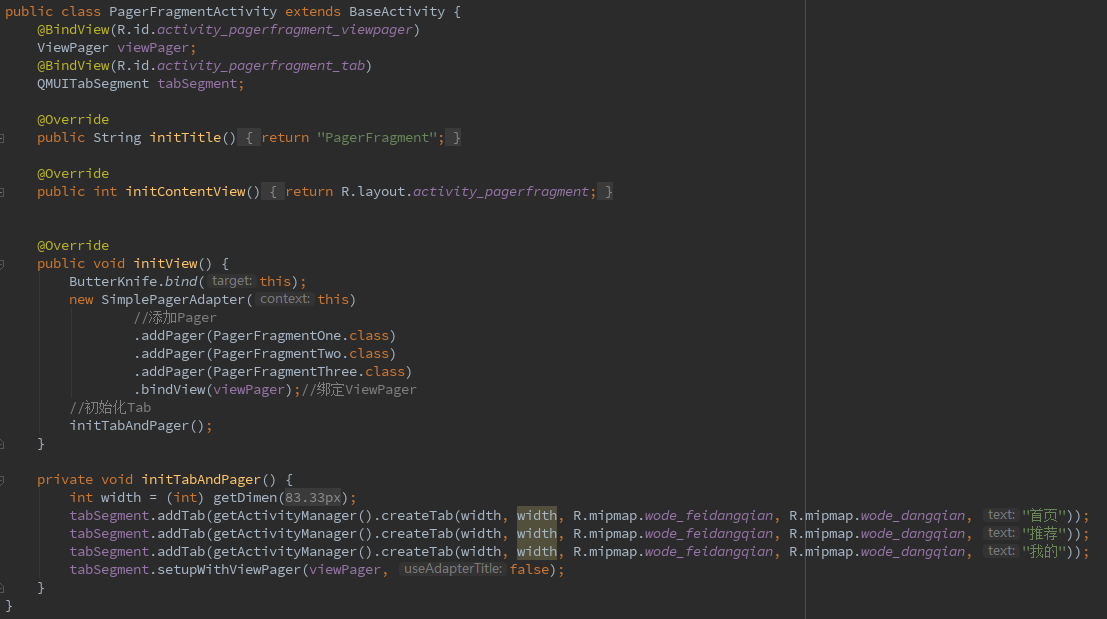 public class PagerFragmentActivity extends BaseActivity {
@BindView(R.id.activity_pagerfragment_viewpager)
ViewPager viewPager;
@BindView(R.id.activity_pagerfragment_tab)
QMUITabSegment tabSegment;
@Override
public String initTitle() { return "PagerFragment"; }
@Override
public int initContentView() { return R.layout.activity_pagerfragment; }
@Override
public void initView() {
ButterKnife.bind( target: this);
new SimplePagerAdapter( context: this)
//添加Pager
.addPager(PagerFragmentOne.class)
.addPager(PagerFragmentTwo.class)
.addPager(PagerFragmentThree.class)
.bindView(viewPager);//绑定ViewPager
//初始化Tab
initTabAndPager();
}
private void initTabAndPager() {
int width = (int) getDimen(83.33px);
tabSegment.addTab(getActivityManager().createTab(width, width, R.mipmap.wode_feidangqian, R.mipmap.wode_dangqian, text: "首页"));
tabSegment.addTab(getActivityManager().createTab(width, width, R.mipmap.wode_feidangqian, R.mipmap.wode_dangqian, text: "推荐"));
tabSegment.addTab(getActivityManager().createTab(width, width, R.mipmap.wode_feidangqian, R.mipmap.wode_dangqian, text: "我的"));
tabSegment.setupWithViewPager(viewPager, useAdapterTitle: false);
}
}